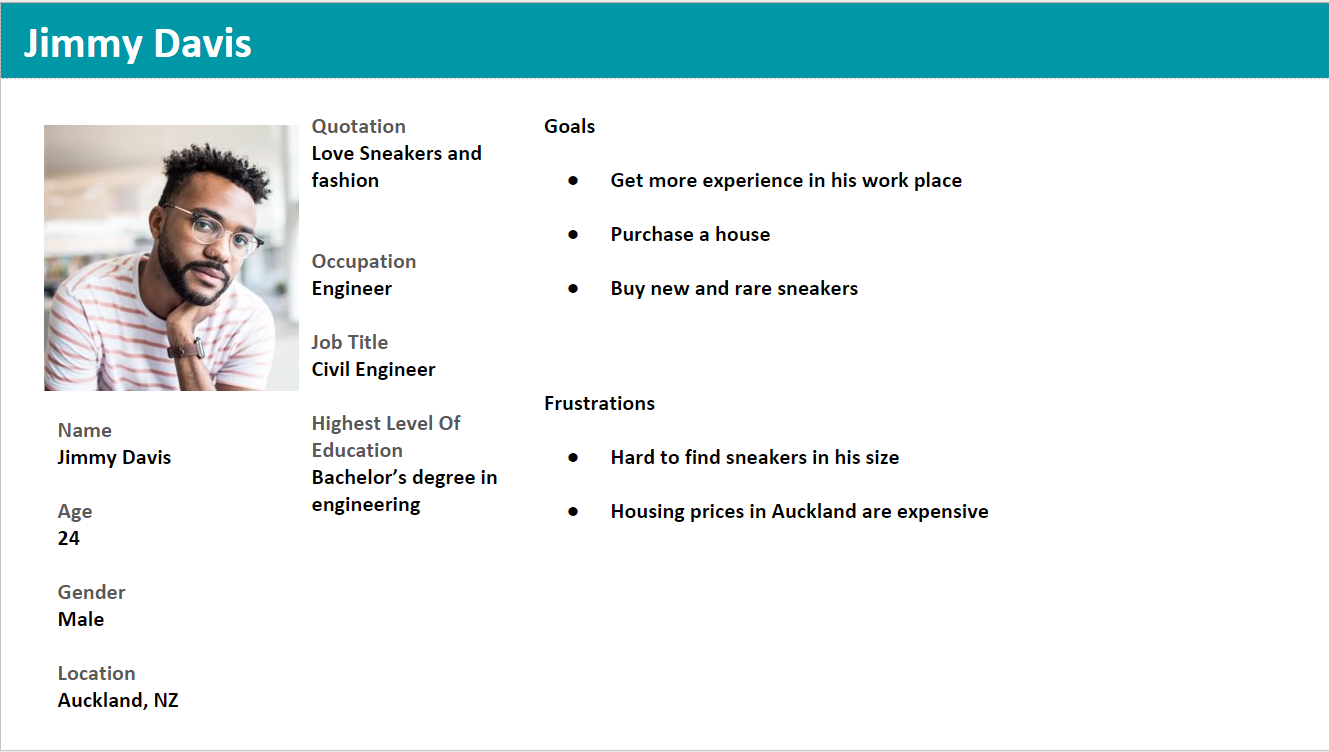 Jimmy Davis
Name
Jimmy Davis
Age
24
Gender
Male
Location
Auckland, NZ
Quotation
Love Sneakers and
fashion
Occupation
Engineer
Job Title
Civil Engineer
Highest Level Of
Education
Bachelor’s degree in
engineering
Goals
● Get more experience in his work place
● Purchase a house
● Buy new and rare sneakers
Frustrations
● Hard to find sneakers in his size
● Housing prices in Auckland are expensive